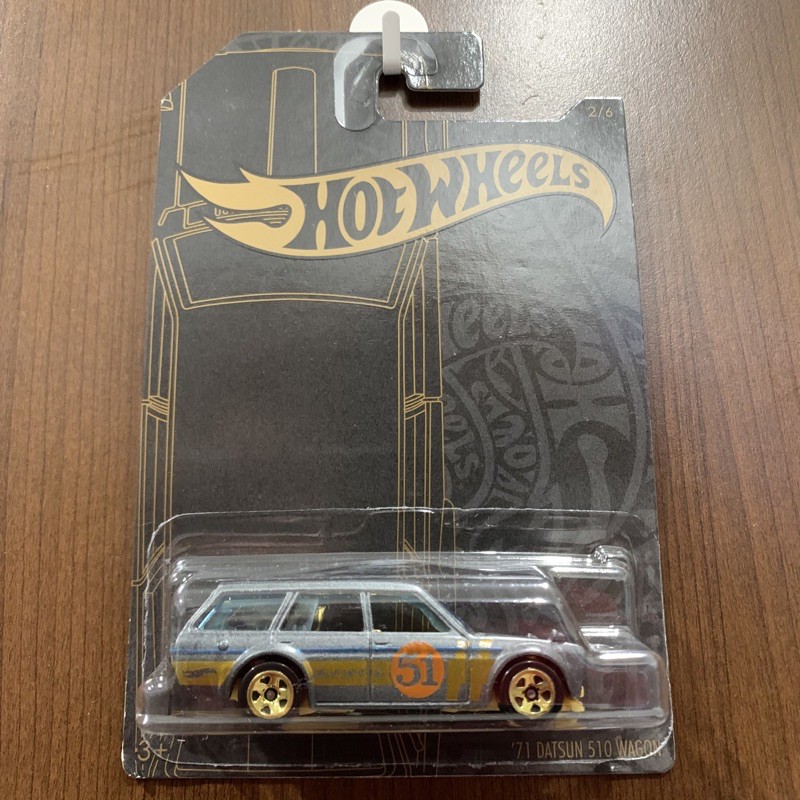 2/6
HOT WHEELS
51
3+
'71 DATSUN 510 WAGON